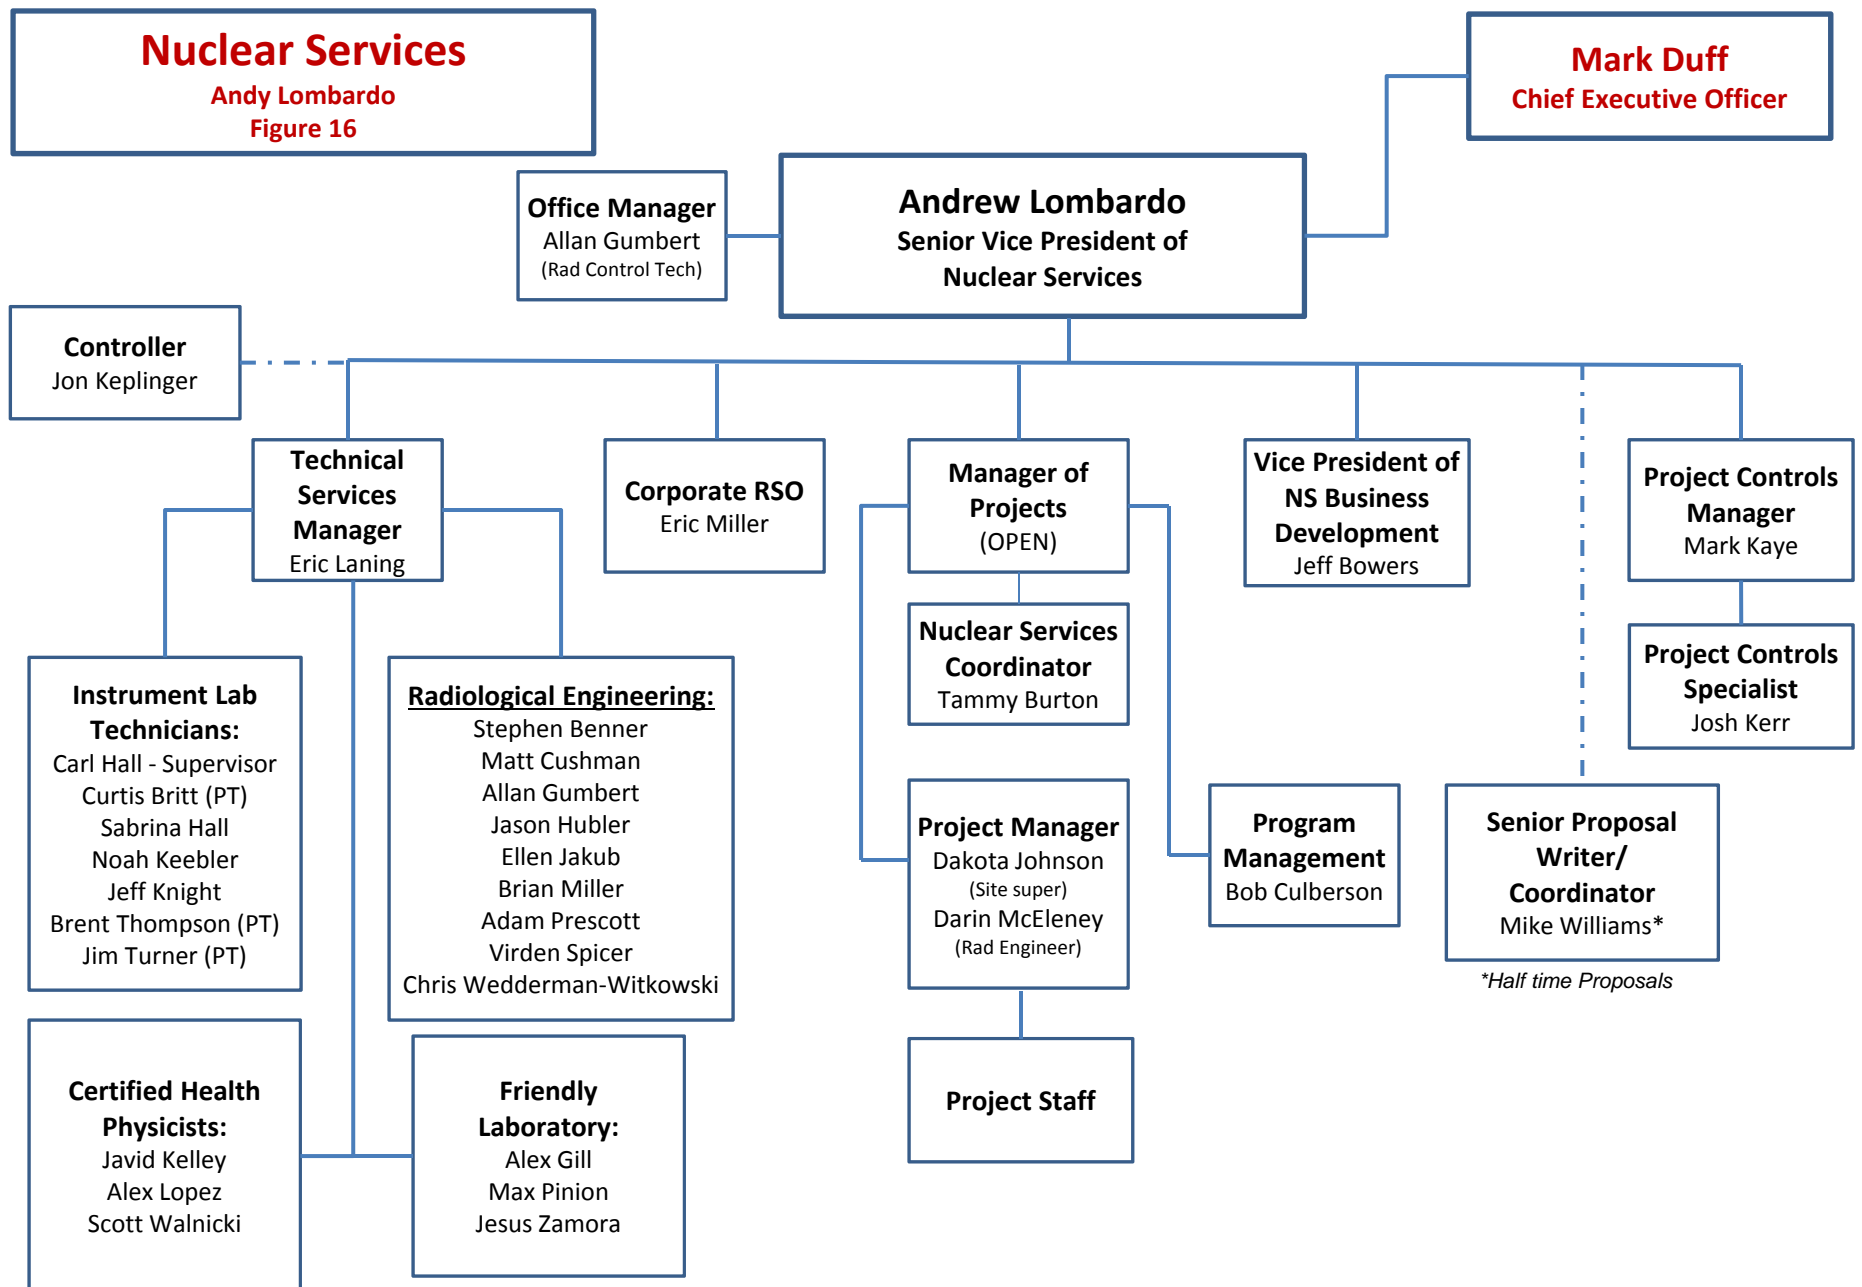 Nuclear Services
Andy Lombardo
Figure 16
Mark Duff
Chief Executive Officer
Office Manager
Allan Gumbert
(Rad Control Tech)
Andrew Lombardo
Senior Vice President of
Nuclear Services
Controller
Jon Keplinger
Technical
Services
Manager
Eric Laning
Corporate RSO
Eric Miller
Manager of
Projects
(OPEN)
Vice President of
NS Business
Development
Jeff Bowers
Project Controls
Manager
Mark Kaye
Nuclear Services
Coordinator
Tammy Burton
Project Controls
Specialist
Josh Kerr
Instrument Lab
Technicians:
Carl Hall - Supervisor
Curtis Britt (PT)
Sabrina Hall
Noah Keebler
Jeff Knight
Brent Thompson (PT)
Jim Turner (PT)
Radiological Engineering:
Stephen Benner
Matt Cushman
Allan Gumbert
Jason Hubler
Ellen Jakub
Brian Miller
Adam Prescott
Virden Spicer
Chris Wedderman-Witkowski
Project Manager
Dakota Johnson
(Site super)
Darin McEleney
(Rad Engineer)
Program
Management
Bob Culberson
Senior Proposal
Writer/
Coordinator
Mike Williams*
*Half time Proposals
Certified Health
Physicists:
Javid Kelley
Alex Lopez
Scott Walnicki
Friendly
Laboratory:
Alex Gill
Max Pinion
Jesus Zamora
Project Staff